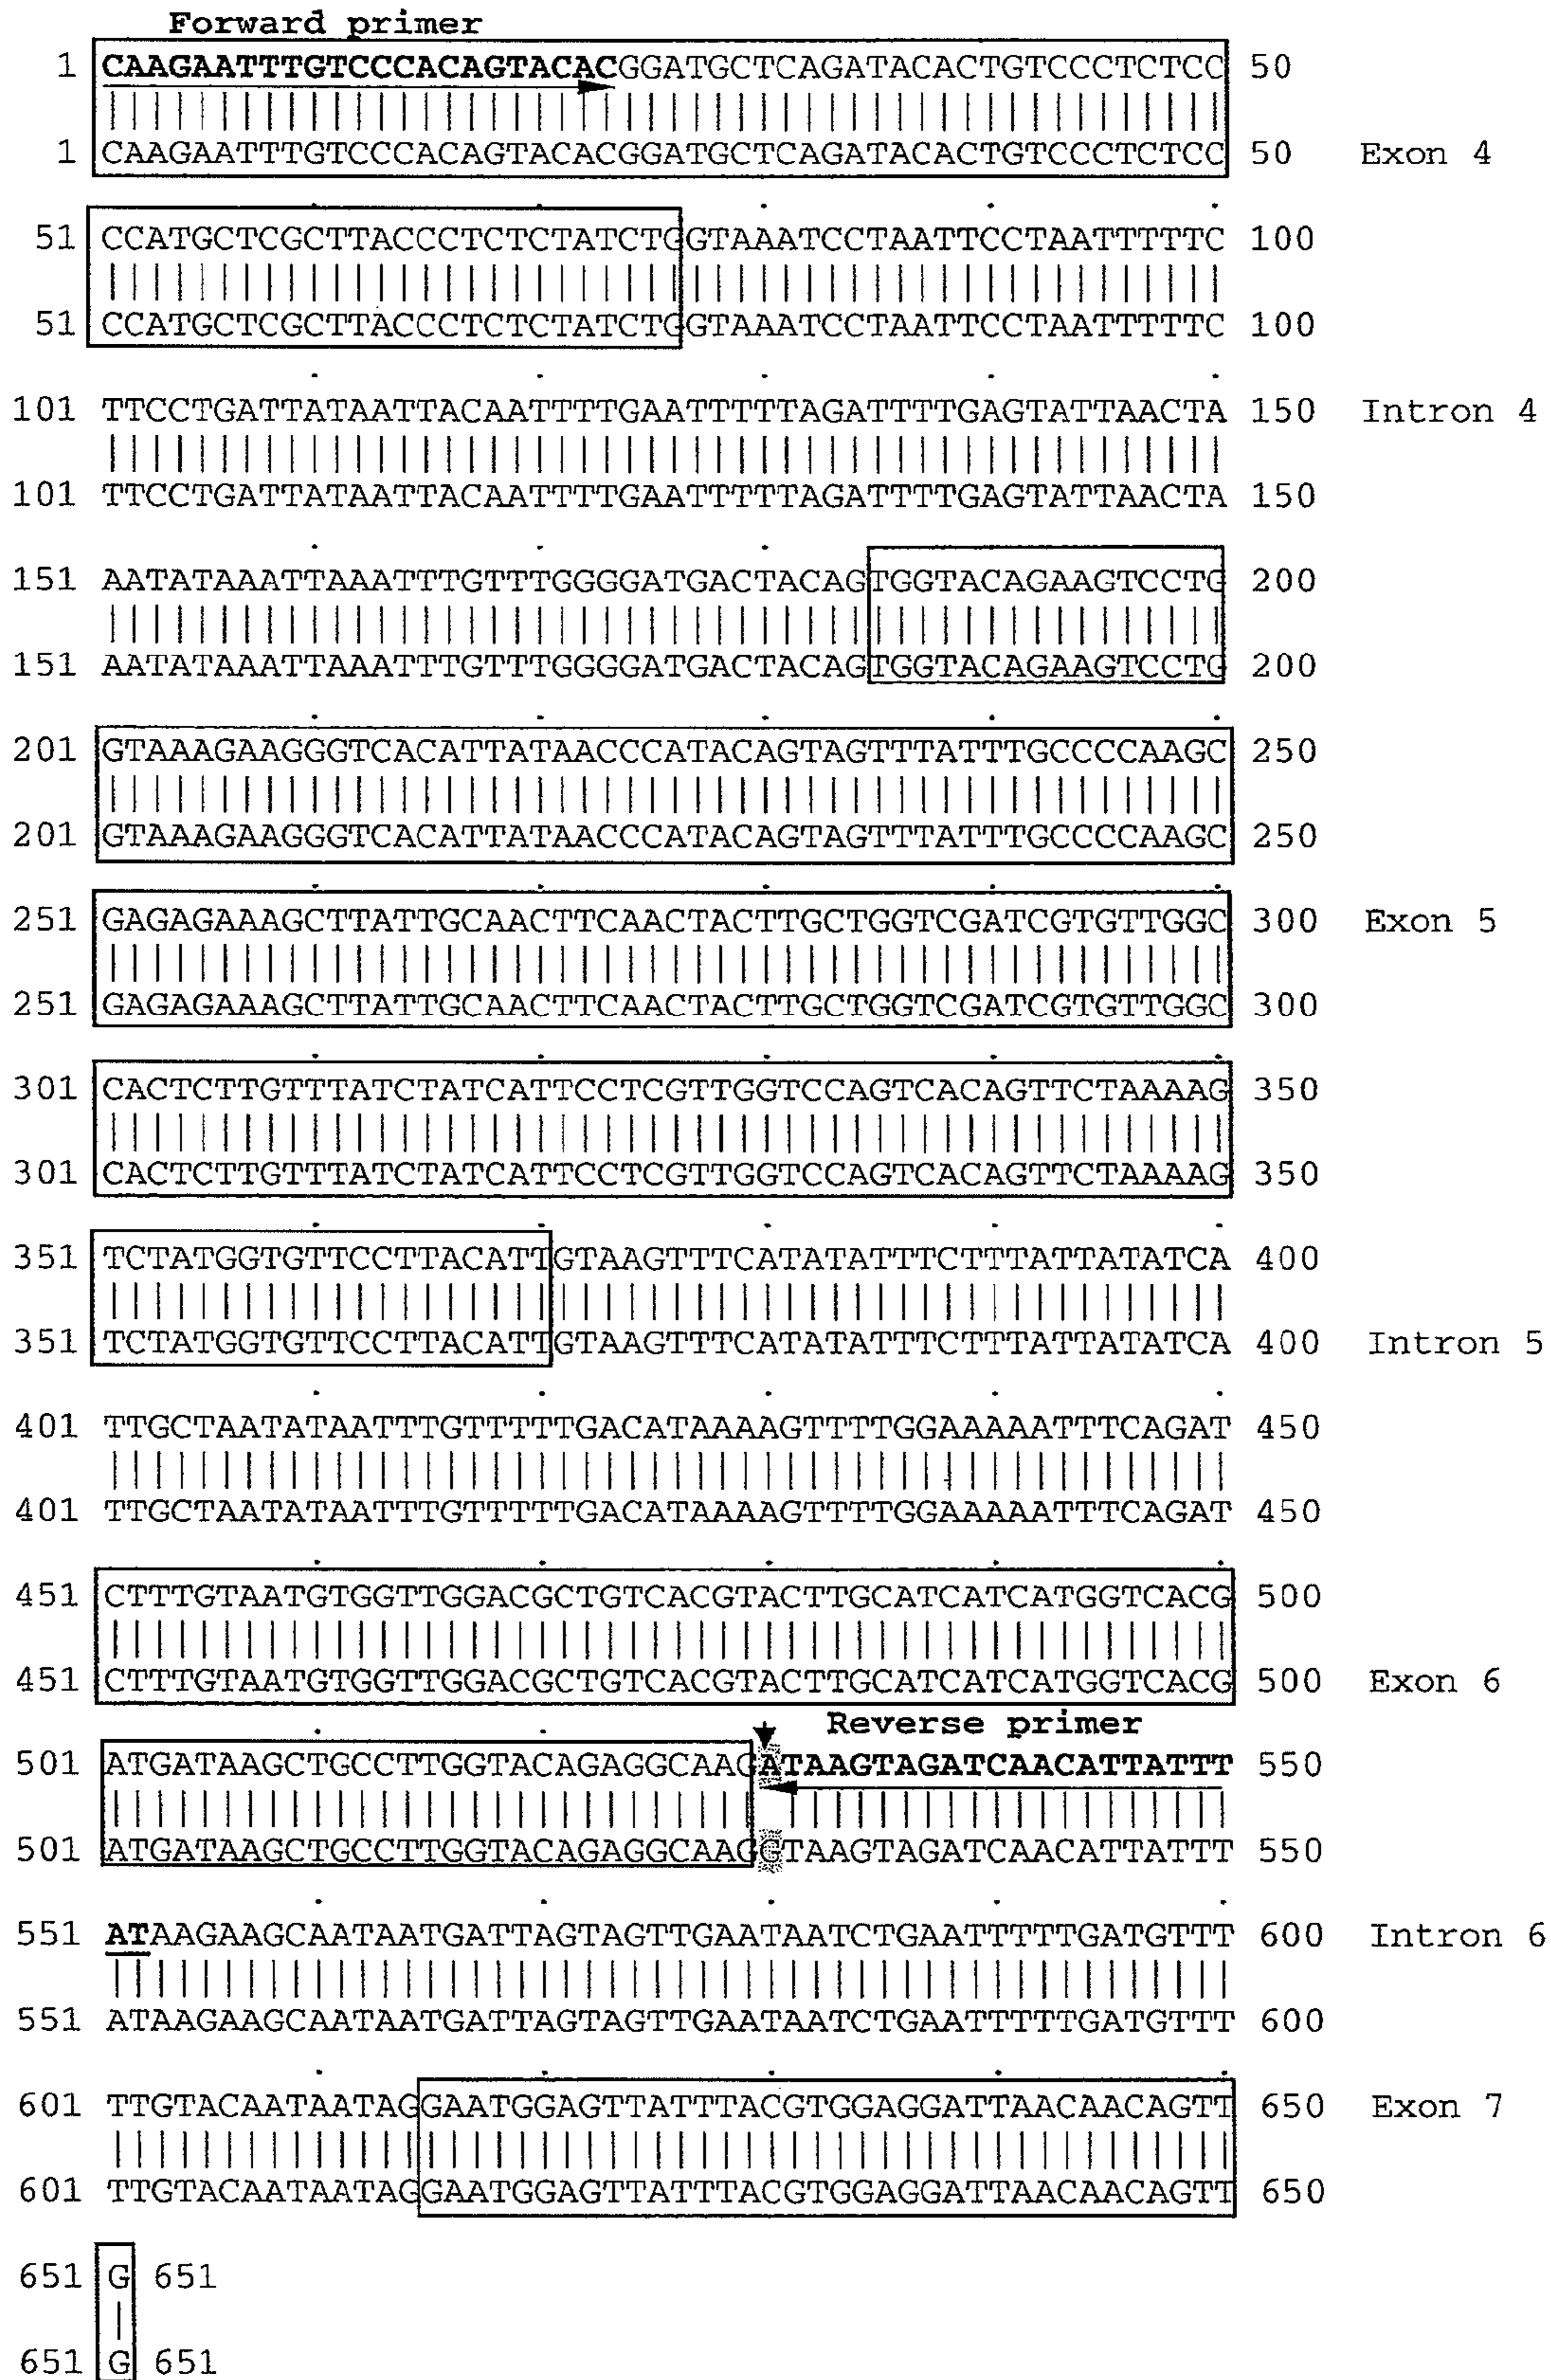 Forward primer
1 CAAGAATTTGTCCCACAGTACACGGATGCTCAGATACACTGTCCCTCTCC 50
1 CAAGAATTTGTCCCACAGTACACGGATGCTCAGATACACTGTCCCTCTCC 50 Exon 4
51 CCATGCTCGCTTACCCTCTCTATCTGGTAAATCCTAATTCCTAATTTTTC 100
51 CCATGCTCGCTTACCCTCTCTATCTGGTAAATCCTAATTCCTAATTTTTC 100
101 TTCCTGATTATAATTACAATTTTGAATTTTTAGATTTTGAGTATTAACTA 150 Intron 4
101 TTCCTGATTATAATTACAATTTTGAATTTTTAGATTTTGAGTATTAACTA 150
151 AATATAAATTAAATTTGTTTGGGGATGACTACAGTGGTACAGAAGTCCTG 200
151 AATATAAATTAAATTTGTTTGGGGATGACTACAGTGGTACAGAAGTCCTG 200
201 GTAAAGAAGGGTCACATTATAACCCATACAGTAGTTTATTTGCCCCAAGC 250
201 GTAAAGAAGGGTCACATTATAACCCATACAGTAGTTTATTTGCCCCAAGC 250
251 GAGAGAAAGCTTATTGCAACTTCAACTACTTGCTGGTCGATCGTGTTGGC 300 Exon 5
251 GAGAGAAAGCTTATTGCAACTTCAACTACTTGCTGGTCGATCGTGTTGGC 300
301 CACTCTTGTTTATCTATCATTCCTCGTTGGTCCAGTCACAGTTCTAAAAG 350
301 CACTCTTGTTTATCTATCATTCCTCGTTGGTCCAGTCACAGTTCTAAAAG 350
351 TCTATGGTGTTCCTTACATTGTAAGTTTCATATATTTCTTTATTATATCA 400
351 TCTATGGTGTTCCTTACATTGTAAGTTTCATATATTTCTTTATTATATCA 400 Intron 5
401 TTGCTAATATAATTTGTTTTTGACATAAAAGTTTTGGAAAAATTTCAGAT 450
401 TTGCTAATATAATTTGTTTTTGACATAAAAGTTTTGGAAAAATTTCAGAT 450
451 CTTTGTAATGTGGTTGGACGCTGTCACGTACTTGCATCATCATGGTCACG 500
451 CTTTGTAATGTGGTTGGACGCTGTCACGTACTTGCATCATCATGGTCACG 500 Exon 6
Reverse primer
501 ATGATAAGCTGCCTTGGTACAGAGGCAAGATAAGTAGATCAACATTATTT 550
501 ATGATAAGCTGCCTTGGTACAGAGGCAAGGTAAGTAGATCAACATTATTT 550
551 ATAAGAAGCAATAATGATTAGTAGTTGAATAATCTGAATTTTTGATGTTT 600 Intron 6
551 ATAAGAAGCAATAATGATTAGTAGTTGAATAATCTGAATTTTTGATGTTT 600
601 TTGTACAATAATAGGAATGGAGTTATTTACGTGGAGGATTAACAACAGTT 650 Exon 7
601 TTGTACAATAATAGGAATGGAGTTATTTACGTGGAGGATTAACAACAGTT 650
651 G 651
651 G 651